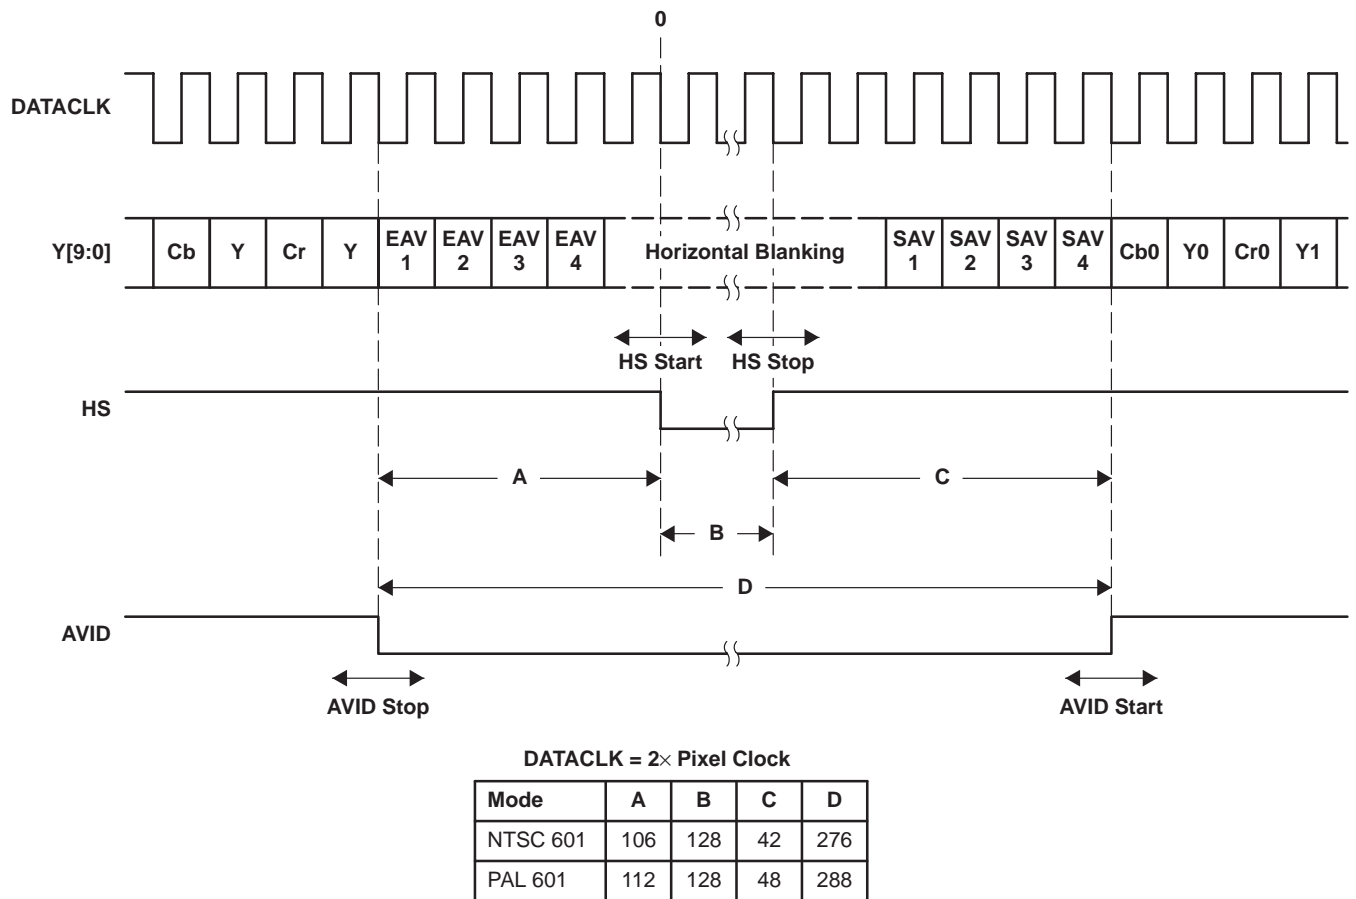 0
DATACLK
Y[9:0]
Cb Y Cr Y EAV 1 EAV 2 EAV 3 EAV 4 Horizontal Blanking SAV 1 SAV 2 SAV 3 SAV 4 Cb0 Y0 Cr0 Y1
HS Start HS Stop
HS
A C
B
D
AVID
AVID Stop AVID Start
DATACLK = 2× Pixel Clock
Mode A B C D
NTSC 601 106 128 42 276
PAL 601 112 128 48 288